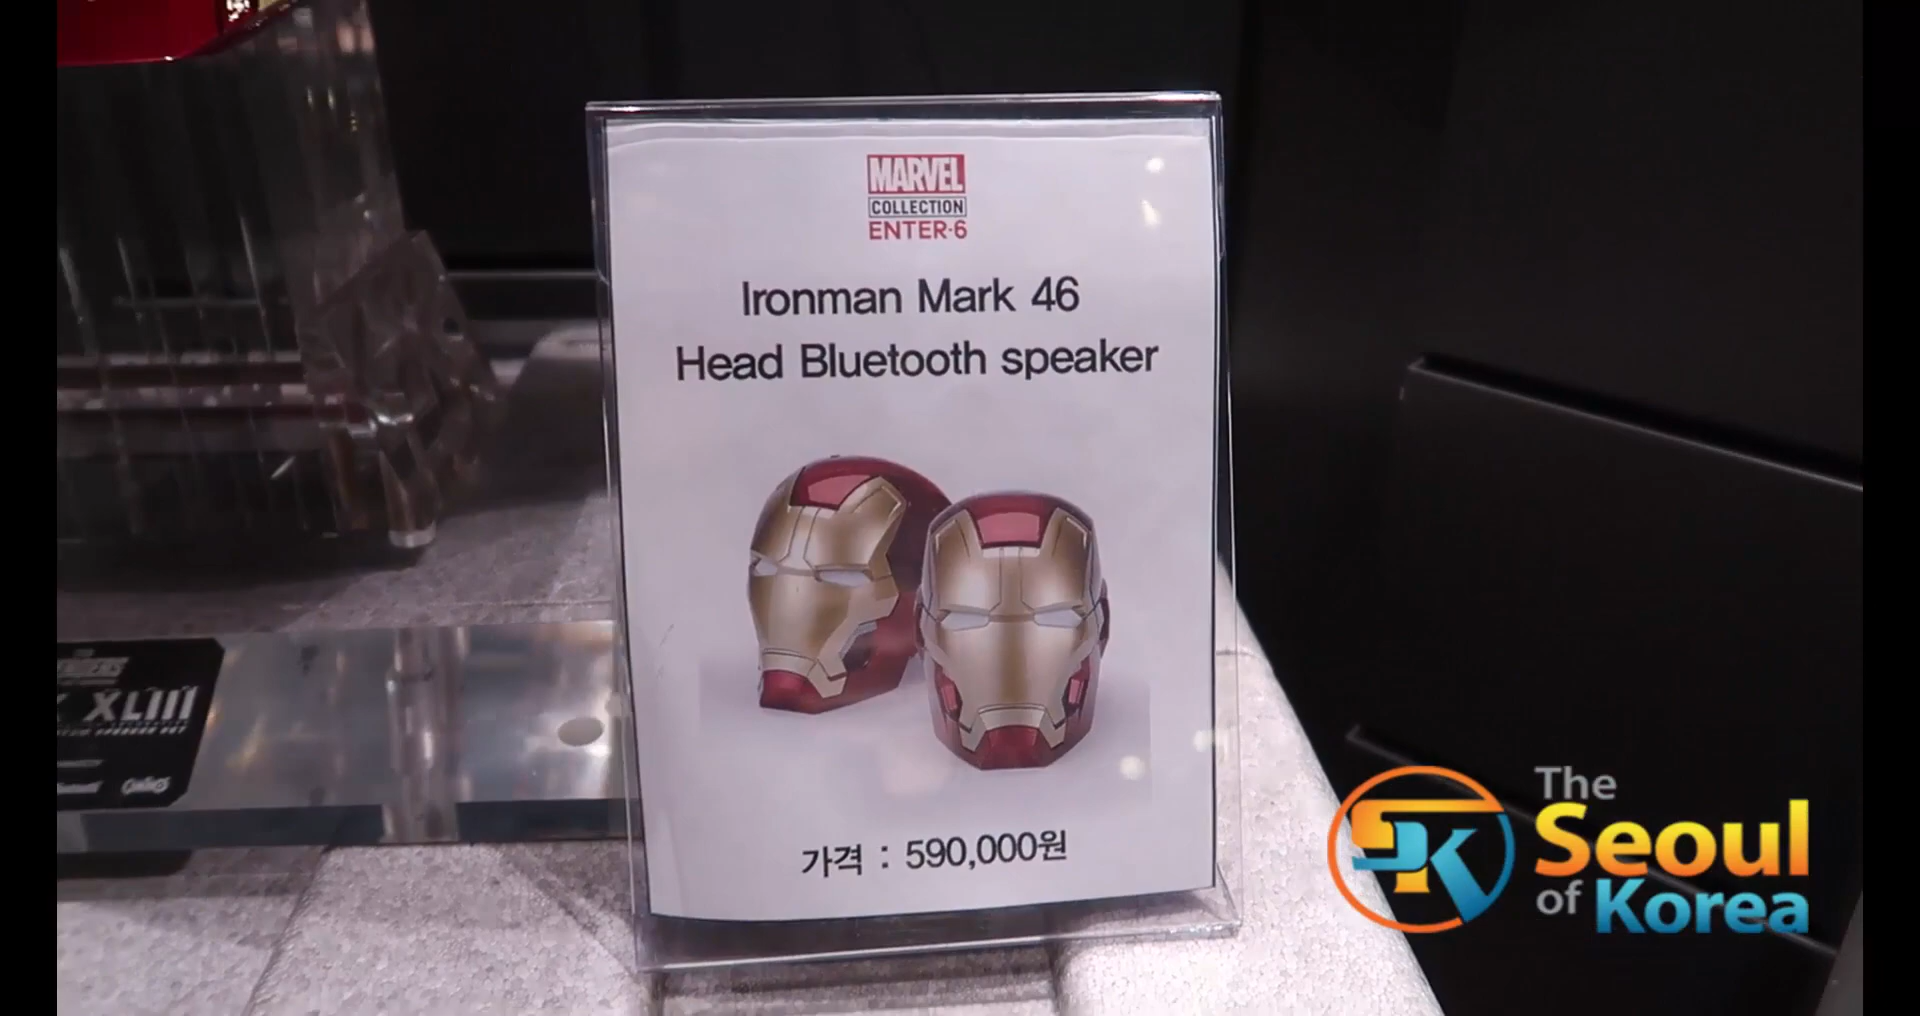 MARVEL
COLLECTION
ENTER·6
Ironman Mark 46
Head Bluetooth speaker
가격 : 590,000원
XLIII
The
Seoul
of Korea